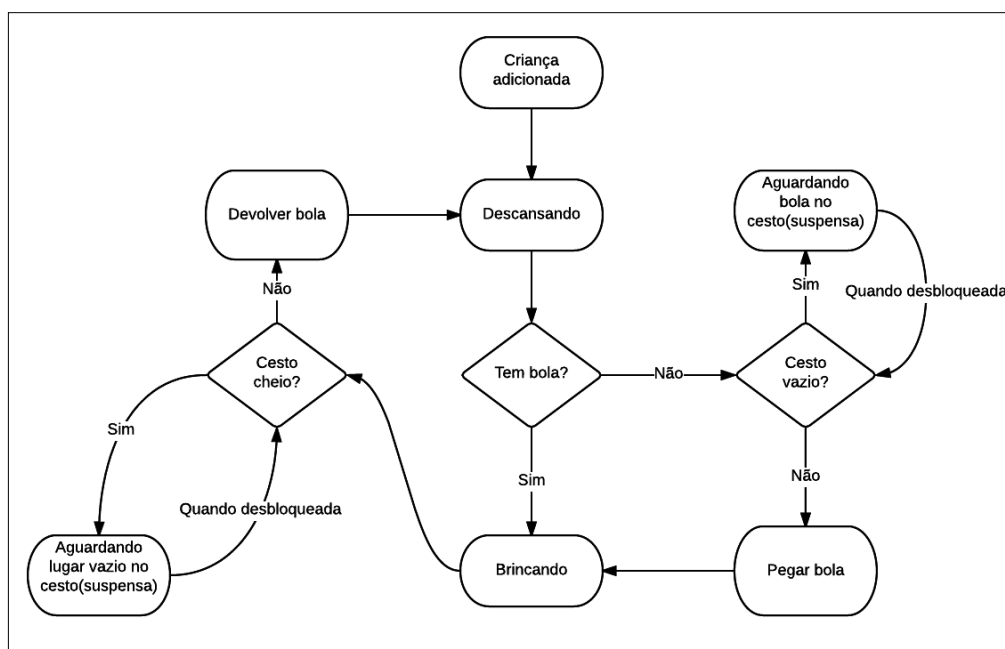 Criança
adicionada
Devolver bola
Descansando
Aguardando
bola no
cesto(suspensa)
Não
Sim
Quando desbloqueada
Cesto
cheio?
Tem bola?
Não
Cesto
vazio?
Sim
Sim
Não
Quando desbloqueada
Aguardando
lugar vazio no
cesto(suspensa)
Brincando
Pegar bola